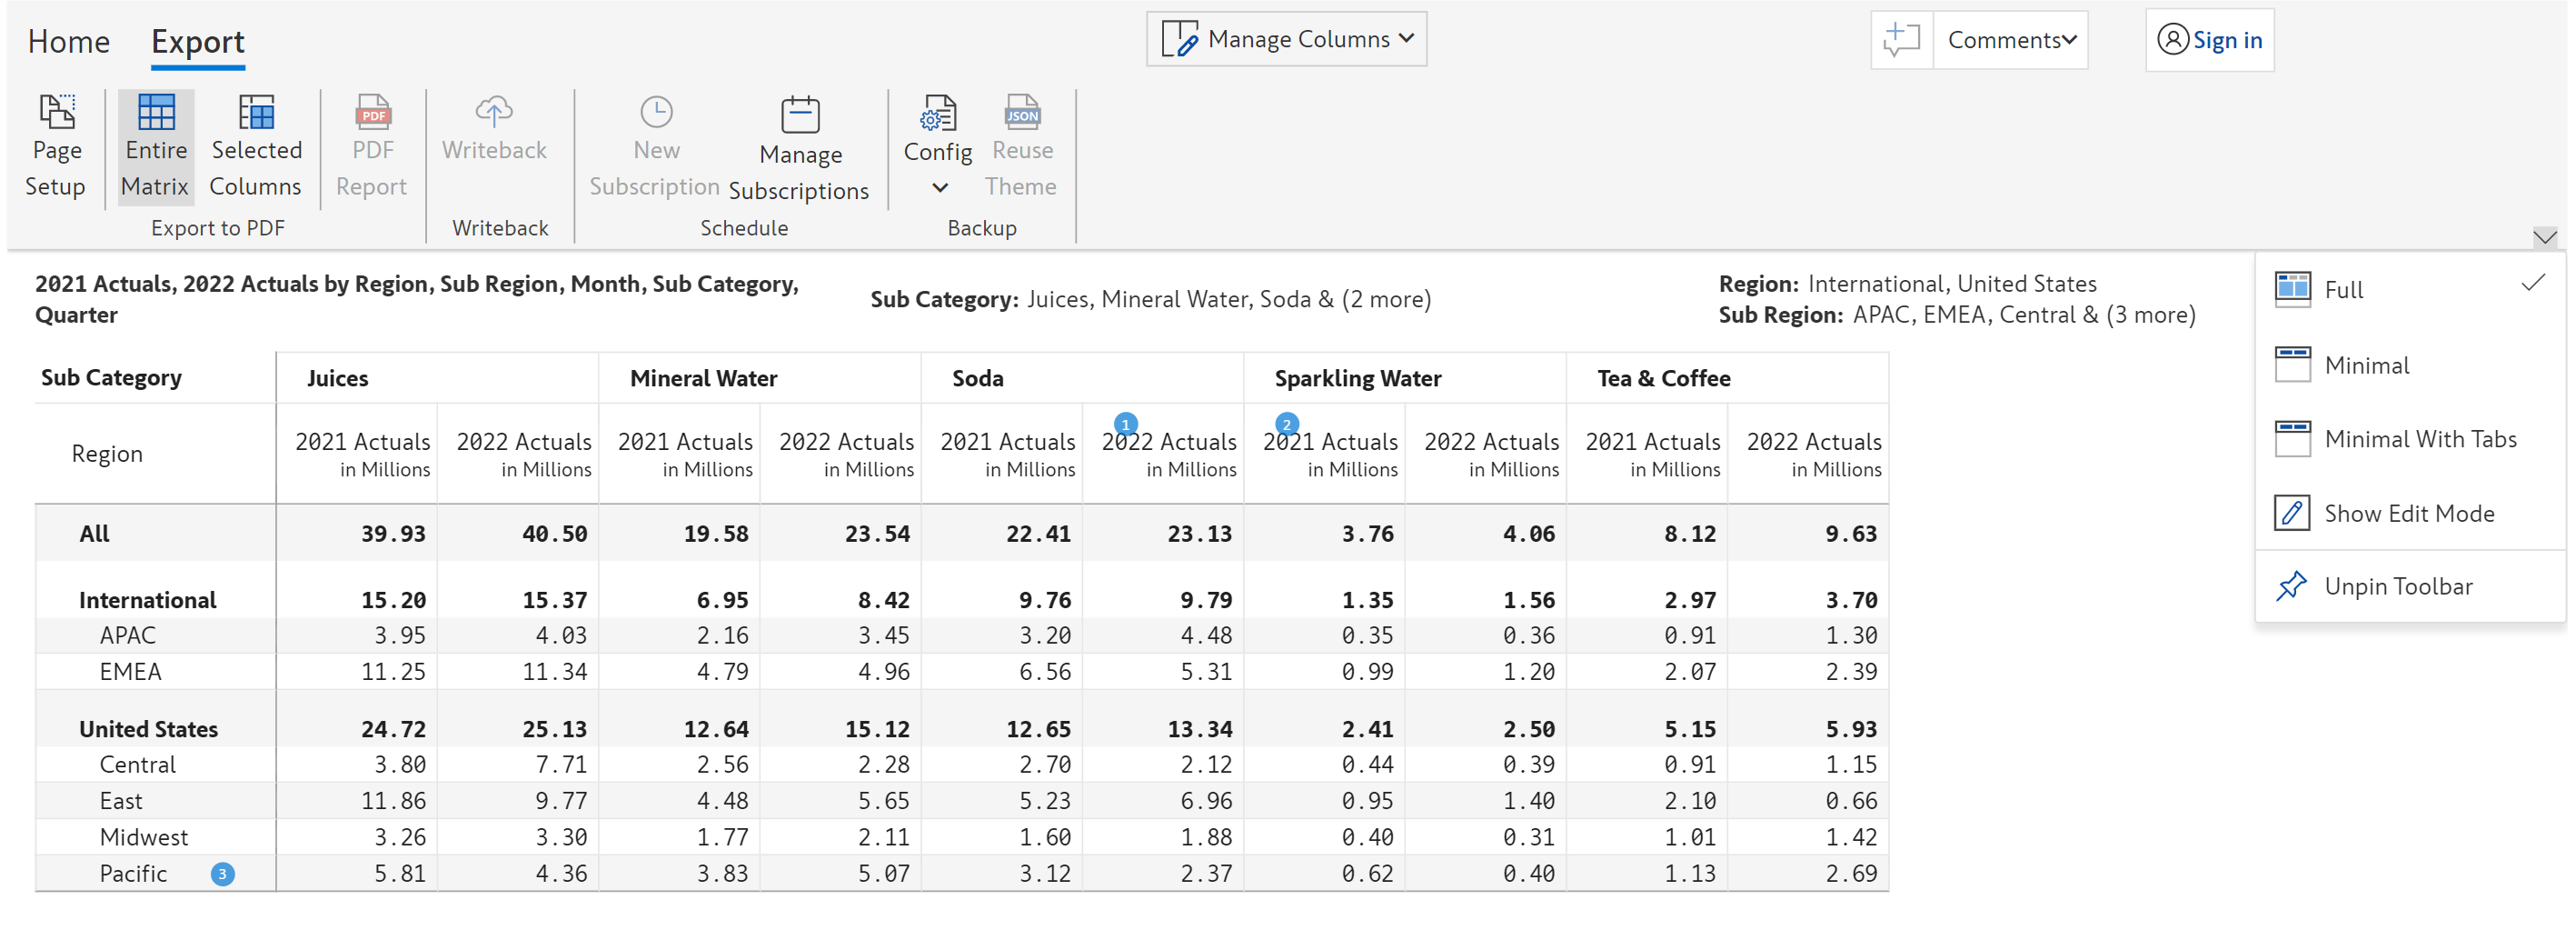 Home Export Manage Columns Comments Sign in
Page Setup Entire Matrix Selected Columns PDF PDF Report Writeback New Subscription Manage Subscriptions Config JSON Reuse Theme
Export to PDF Writeback Schedule Backup
2021 Actuals, 2022 Actuals by Region, Sub Region, Month, Sub Category,
Quarter
Sub Category: Juices, Mineral Water, Soda & (2 more)
Region: International, United States
Sub Region: APAC, EMEA, Central & (3 more)
Full
Minimal
Minimal With Tabs
Show Edit Mode
Unpin Toolbar
Sub Category Juices Mineral Water Soda Sparkling Water Tea & Coffee
1 2
Region 2021 Actuals 2022 Actuals 2021 Actuals 2022 Actuals 2021 Actuals 2022 Actuals 2021 Actuals 2022 Actuals 2021 Actuals 2022 Actuals
in Millions in Millions in Millions in Millions in Millions in Millions in Millions in Millions in Millions in Millions
All 39.93 40.50 19.58 23.54 22.41 23.13 3.76 4.06 8.12 9.63
International 15.20 15.37 6.95 8.42 9.76 9.79 1.35 1.56 2.97 3.70
APAC 3.95 4.03 2.16 3.45 3.20 4.48 0.35 0.36 0.91 1.30
EMEA 11.25 11.34 4.79 4.96 6.56 5.31 0.99 1.20 2.07 2.39
United States 24.72 25.13 12.64 15.12 12.65 13.34 2.41 2.50 5.15 5.93
Central 3.80 7.71 2.56 2.28 2.70 2.12 0.44 0.39 0.91 1.15
East 11.86 9.77 4.48 5.65 5.23 6.96 0.95 1.40 2.10 0.66
Midwest 3.26 3.30 1.77 2.11 1.60 1.88 0.40 0.31 1.01 1.42
Pacific 3 5.81 4.36 3.83 5.07 3.12 2.37 0.62 0.40 1.13 2.69